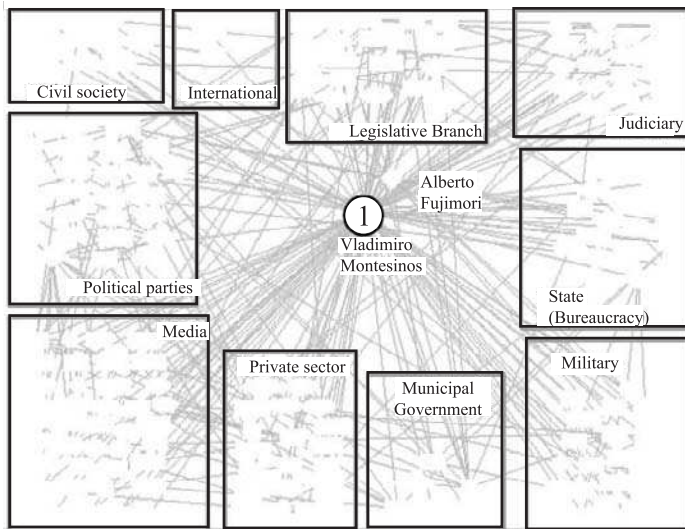 Civil society
International
Legislative Branch
Judiciary
Alberto
Fujimori
1
Vladimiro
Montesinos
Political parties
State
(Bureaucracy)
Media
Private sector
Municipal
Government
Military